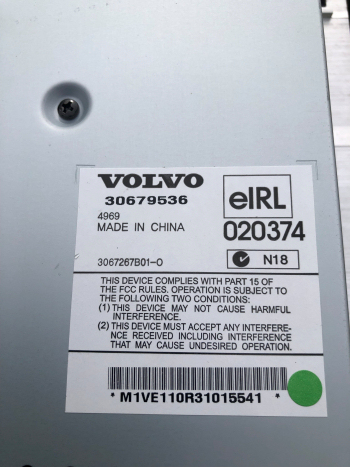 VOLVO
30679536
4969
MADE IN CHINA
3067267B01-O
eIRL
020374
N18
THIS DEVICE COMPLIES WITH PART 15 OF
THE FCC RULES. OPERATION IS SUBJECT TO
THE FOLLOWING TWO CONDITIONS:
(1) THIS DEVICE MAY NOT CAUSE HARMFUL
INTERFERENCE.
(2) THIS DEVICE MUST ACCEPT ANY INTERFERE-
NCE RECEIVED INCLUDING INTERFERENCE
THAT MAY CAUSE UNDESIRED OPERATION.
* M1VE110R31015541 *